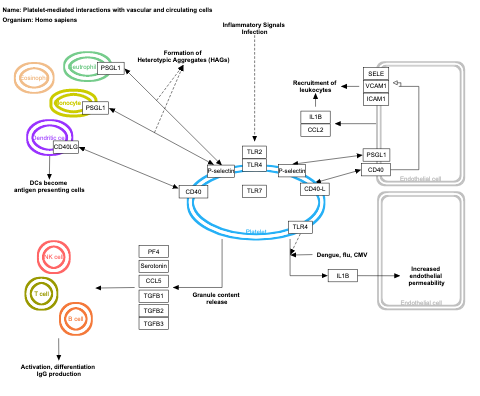 Name: Platelet-mediated interactions with vascular and circulating cells
Organism: Homo sapiens
Inflammatory Signals
Infection
Formation of
Heterotypic Aggregates (HAGs)
Eosinophil
Neutrophil
PSGL1
Monocyte
PSGL1
Dendritic cell
CD40LG
DCs become
antigen presenting cells
Recruitment of
leukocytes
SELE
VCAM1
ICAM1
IL1B
CCL2
PSGL1
CD40
Endothelial cell
TLR2
TLR4
TLR7
P-selectin
P-selectin
CD40
CD40-L
TLR4
Platelet
Dengue, flu, CMV
IL1B
Increased
endothelial
permeability
Endothelial cell
NK cell
T cell
B cell
PF4
Serotonin
CCL5
TGFB1
TGFB2
TGFB3
Granule content
release
Activation, differentiation
IgG production